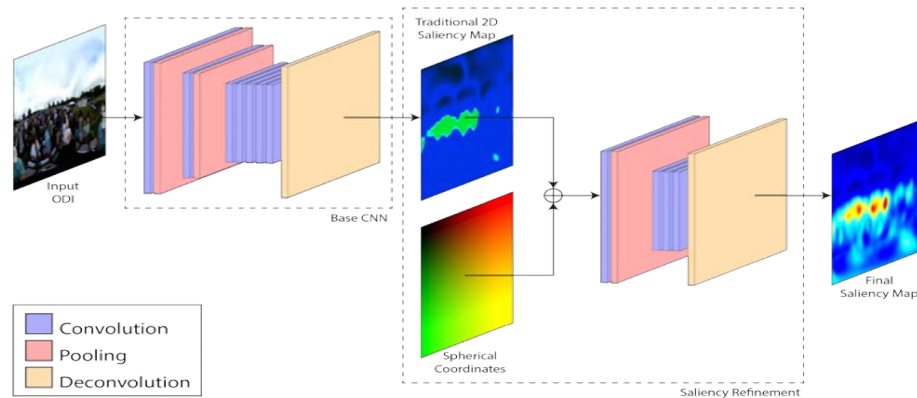 Traditional 2D
Saliency Map
Input
ODI
Base CNN
Spherical
Coordinates
Final
Saliency Map
Saliency Refinement
Convolution
Pooling
Deconvolution